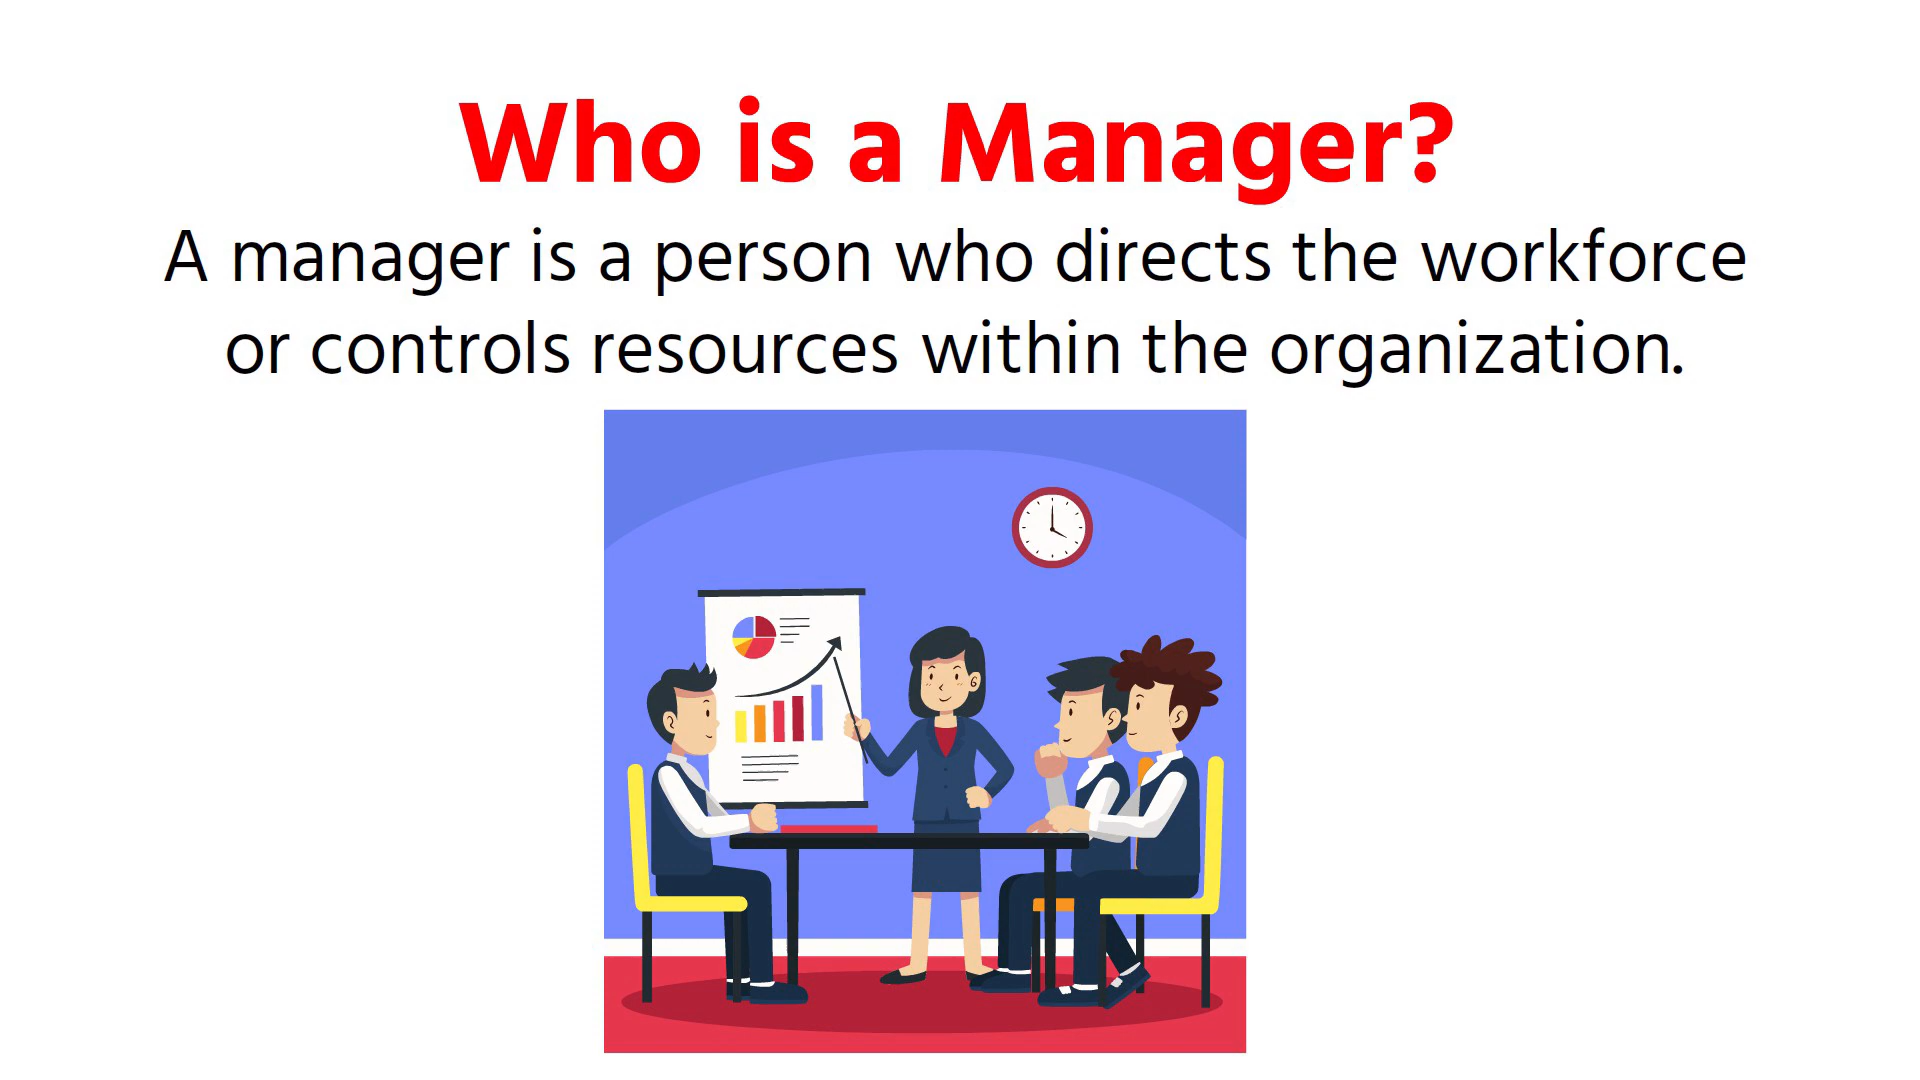 Who is a Manager?
A manager is a person who directs the workforce
or controls resources within the organization.